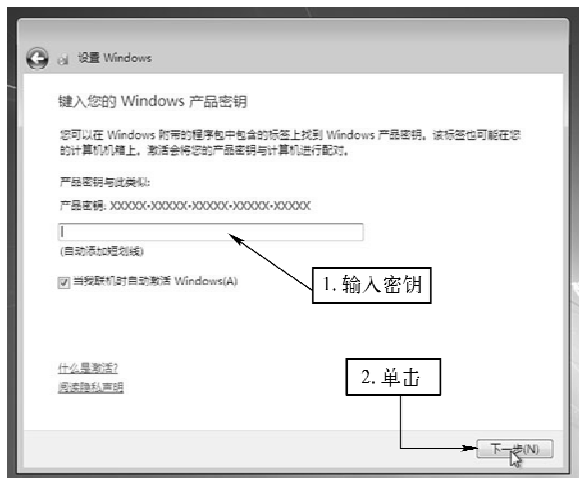 设置 Windows
键入您的 Windows 产品密钥
您可以在 Windows 附带的程序包中包含的标签上找到 Windows 产品密钥。该标签也可能在您
的计算机机箱上。激活会将您的产品密钥与计算机进行配对。
产品密钥与此类似:
产品密钥: XXXXX-XXXXX-XXXXX-XXXXX-XXXXX
(自动添加短划线)
当我联机时自动激活 Windows(A)
1. 输入密钥
什么是激活?
阅读隐私声明
2. 单击
下一步(N)